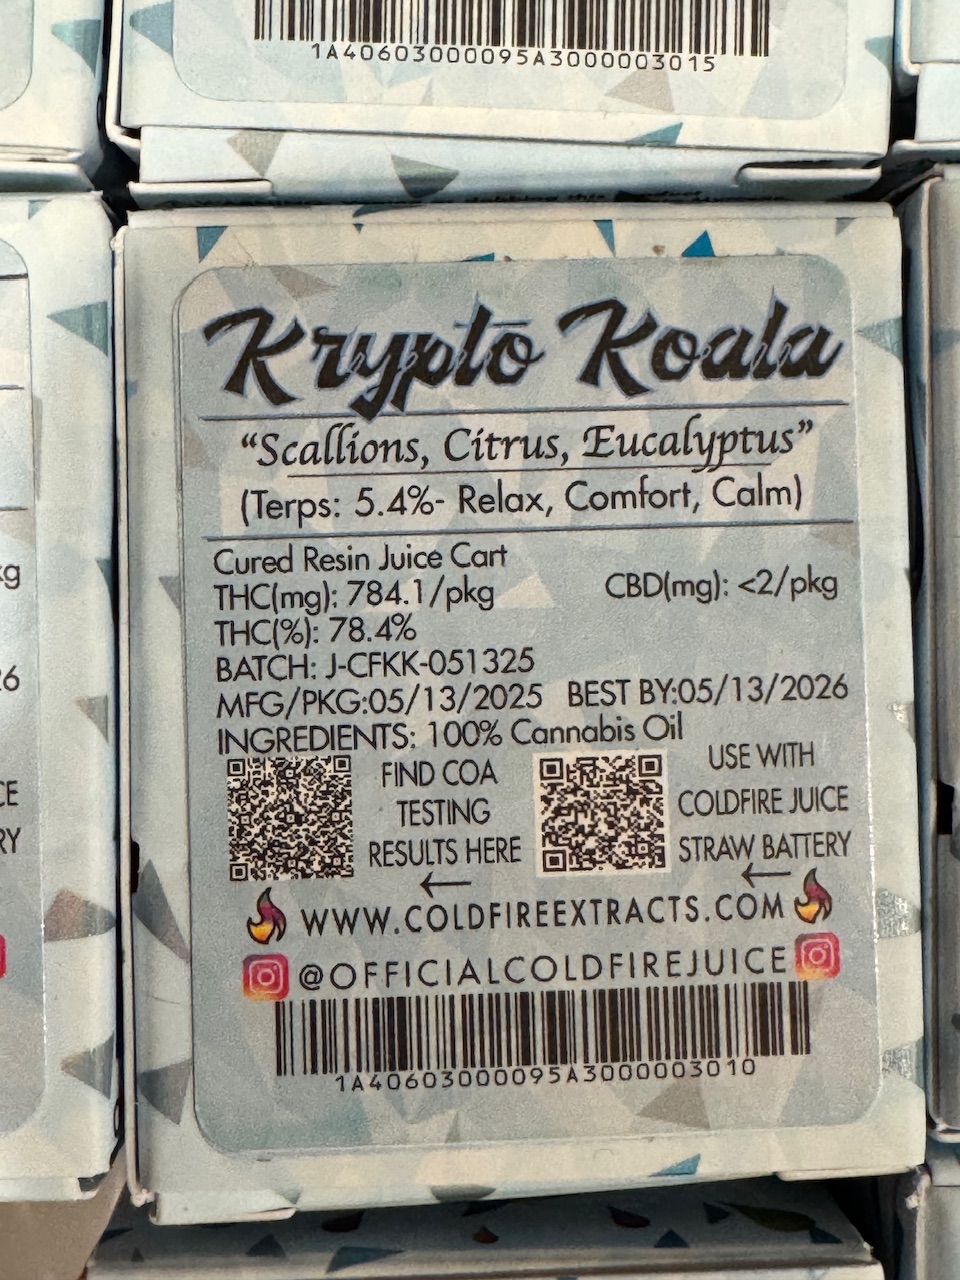 1A40603000095A3000003015
Kryptō Koala
“Scallions, Citrus, Eucalyptus”
(Terps: 5.4%- Relax, Comfort, Calm)
Cured Resin Juice Cart
THC(mg): 784.1/pkg CBD(mg): <2/pkg
THC(%): 78.4%
BATCH: J-CFKK-051325
MFG/PKG:05/13/2025 BEST BY:05/13/2026
INGREDIENTS: 100% Cannabis Oil
FIND COA
TESTING
RESULTS HERE
←
USE WITH
COLDFIRE JUICE
STRAW BATTERY
←
WWW.COLDFIREEXTRACTS.COM
@OFFICIALCOLDFIREJUICE
1A40603000095A3000003010